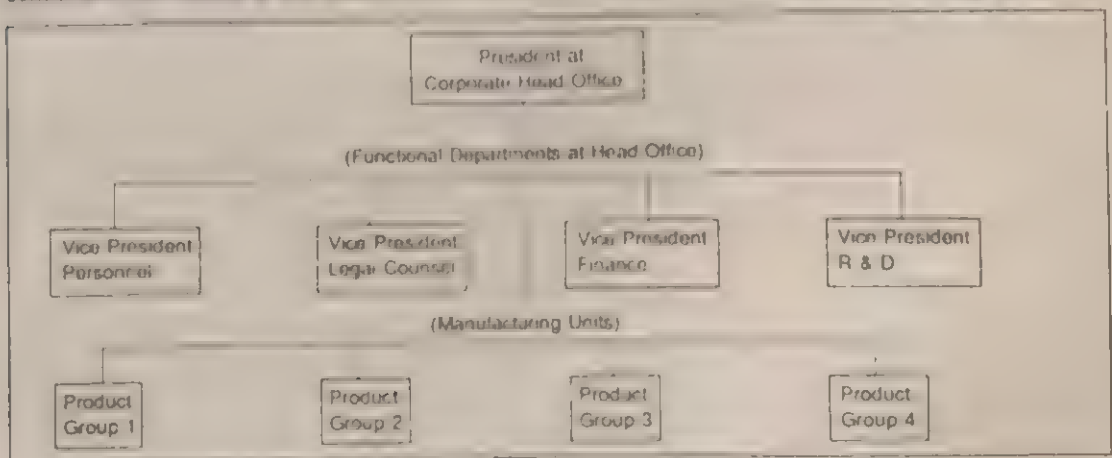 President at
Corporate Head Office
(Functional Departments at Head Office)
Vice President
Personnel
Vice President
Legal Counsel
Vice President
Finance
Vice President
R & D
(Manufacturing Units)
Product
Group 1
Product
Group 2
Product
Group 3
Product
Group 4